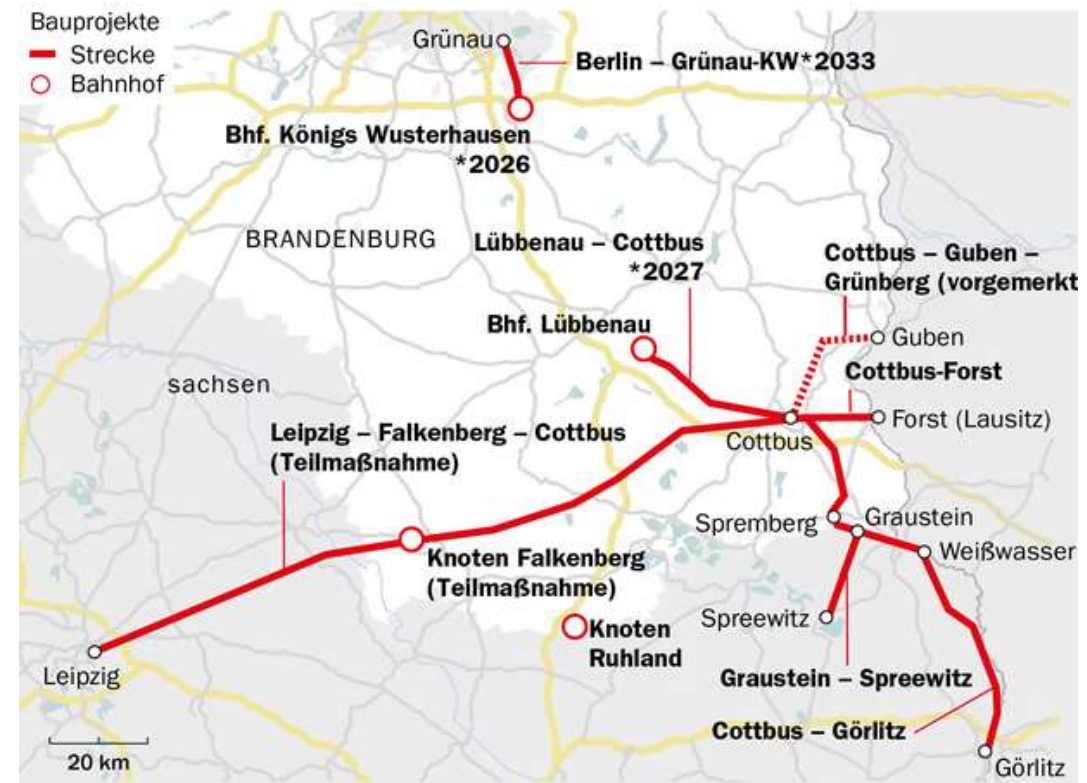 Bauprojekte
Strecke
Bahnhof
Grünau
Berlin – Grünau-KW*2033
Bhf. Königs Wusterhausen
*2026
BRANDENBURG
Lübbenau – Cottbus
*2027
Cottbus – Guben –
Grünberg (vorgemerkt
Bhf. Lübbenau
Guben
sachsen
Cottbus-Forst
Leipzig – Falkenberg – Cottbus
(Teilmaßnahme)
Forst (Lausitz)
Cottbus
Spremberg
Graustein
Weißwasser
Knoten Falkenberg
(Teilmaßnahme)
Spreewitz
Knoten
Ruhland
Leipzig
Graustein – Spreewitz
Cottbus – Görlitz
20 km
Görlitz